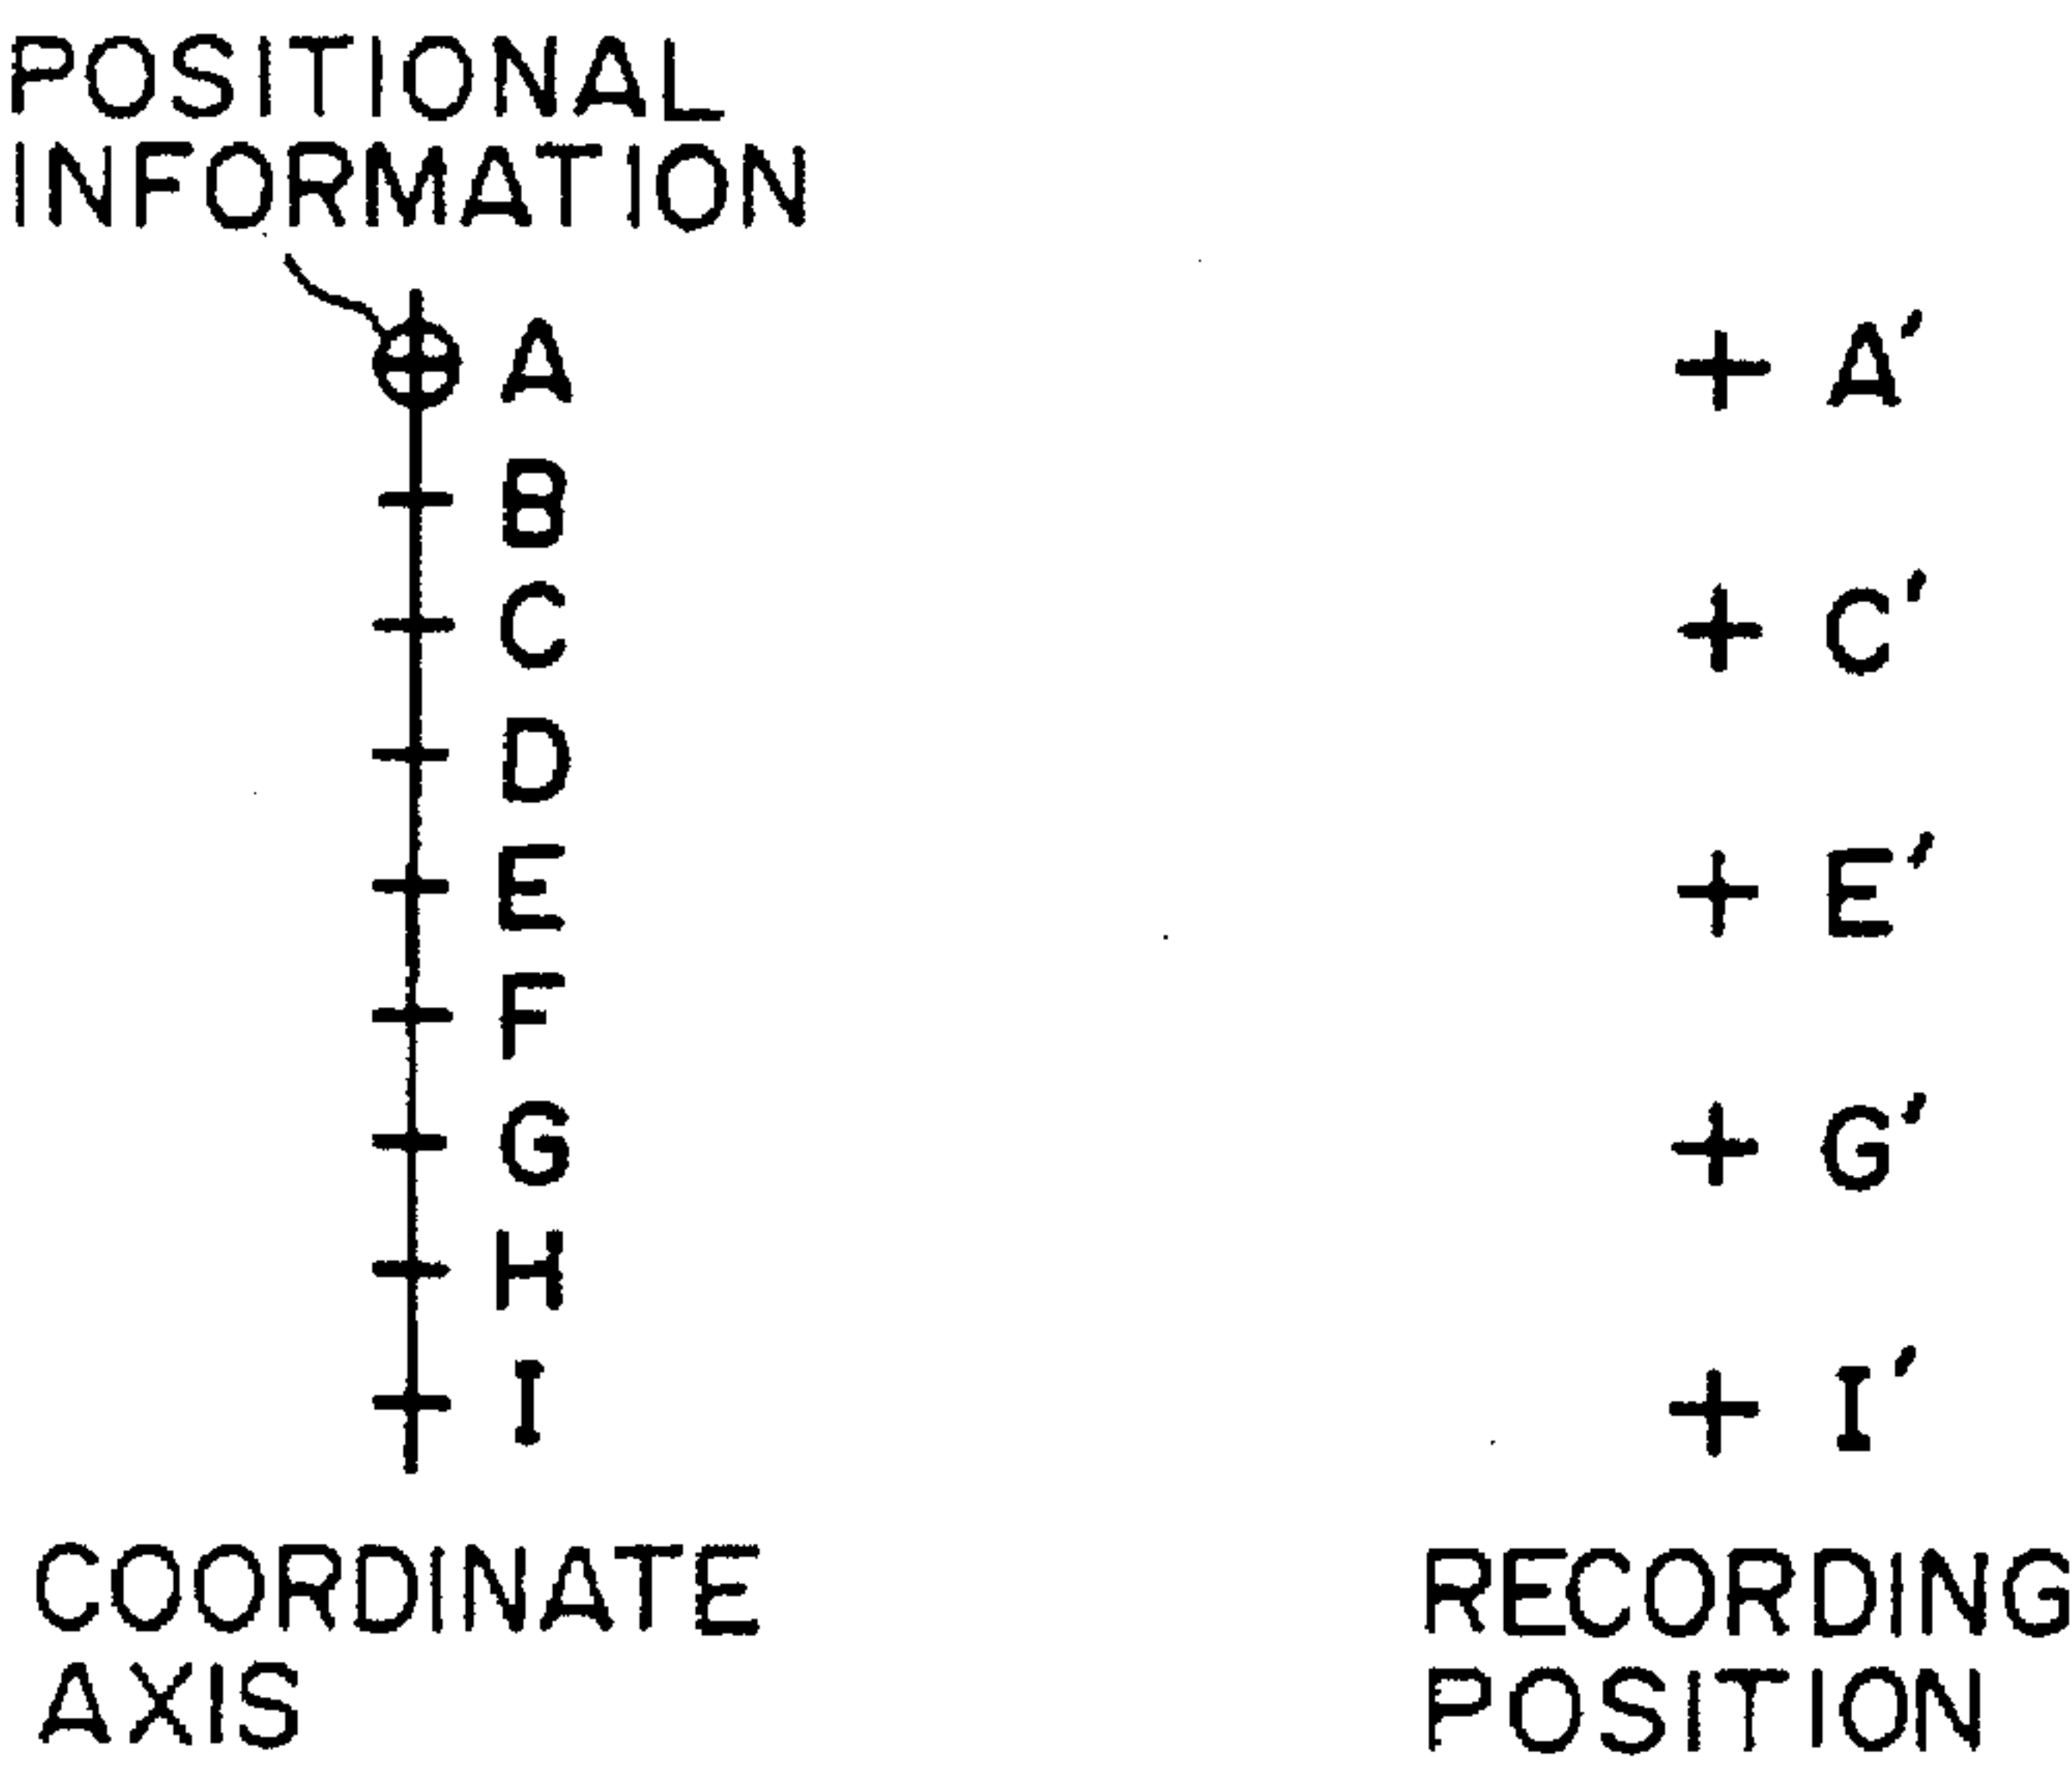 POSITIONAL
INFORMATION
A A'
B
C C'
D
E E'
F
G G'
H
I I'
COORDINATE RECORDING
AXIS POSITION